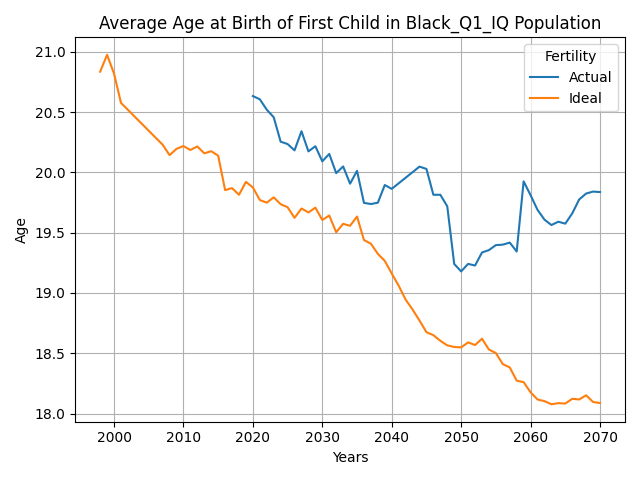 Average Age at Birth of First Child in Black_Q1_IQ Population
Fertility
Actual
Ideal
Age
21.0
20.5
20.0
19.5
19.0
18.5
18.0
2000 2010 2020 2030 2040 2050 2060 2070
Years